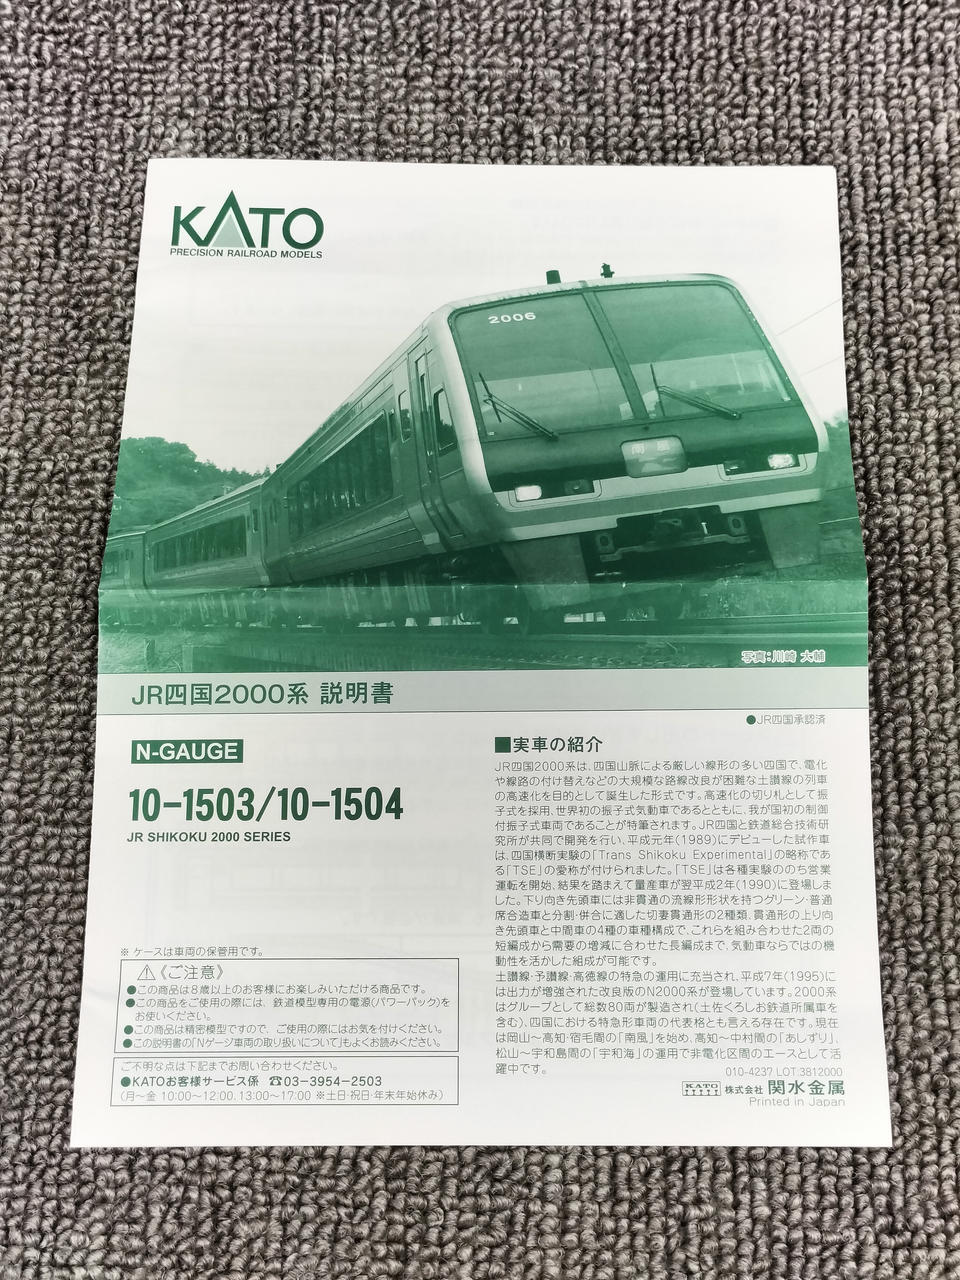 KATO
PRECISION RAILROAD MODELS
2006
南風
写真：川崎 大輔
JR四国2000系 説明書
●JR四国承認済
N-GAUGE
10-1503/10-1504
JR SHIKOKU 2000 SERIES
※ ケースは車両の保管用です。
⚠《ご注意》
●この商品は8歳以上のお客様にお楽しみいただける商品です。
●この商品をご使用の際には、鉄道模型専用の電源(パワーパック)を
お使いください。
●この商品は精密模型ですので、ご使用の際にはお気を付けください。
●この説明書の「Nゲージ車両の取り扱いについて」もよくお読みください。
ご不明な点は下記までお問い合わせください。
●KATOお客様サービス係 ☎03-3954-2503
(月～金 10:00～12:00、13:00～17:00 ※土日・祝日・年末年始休み)
■実車の紹介
JR四国2000系は、四国山脈による厳しい線形の多い四国で、電化
や線路の付け替えなどの大規模な路線改良が困難な土讃線の列車
の高速化を目的として誕生した形式です。高速化の切り札として振
子式を採用、世界初の振子式気動車であるとともに、我が国初の制御
付振子式車両であることが特筆されます。JR四国と鉄道総合技術研
究所が共同で開発を行い、平成元年(1989)にデビューした試作車
は、四国横断実験の「Trans Shikoku Experimental」の略称であ
る「TSE」の愛称が付けられました。「TSE」は各種実験ののち営業
運転を開始、結果を踏まえて量産車が翌平成2年(1990)に登場しま
した。下り向き先頭車には非貫通の流線形形状を持つグリーン・普通
席合造車と分割・併合に適した切妻貫通形の2種類、貫通形の上り向
き先頭車と中間車の4種の車種構成で、これらを組み合わせた2両の
短編成から需要の増減に合わせた長編成まで、気動車ならではの機
動性を活かした組成が可能です。
土讃線・予讃線・高徳線の特急の運用に充当され、平成7年(1995)に
は出力が増強された改良版のN2000系が登場しています。2000系
はグループとして総数80両が製造され(土佐くろしお鉄道所属車を
含む)、四国における特急形車両の代表格とも言える存在です。現在
は岡山～高知・宿毛間の「南風」を始め、高知～中村間の「あしずり」、
松山～宇和島間の「宇和海」の運用で非電化区間のエースとして活
躍中です。
010-4237 LOT:3812000
KATO 株式会社 関水金属
Printed in Japan